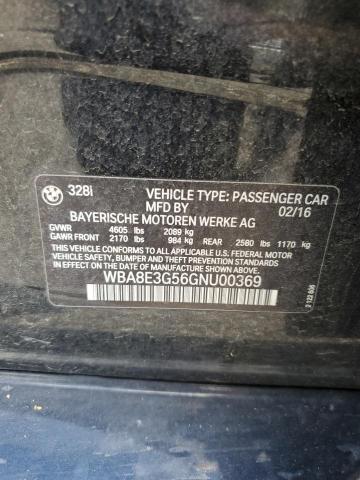 328i VEHICLE TYPE: PASSENGER CAR
MFD BY 02/16
BAYERISCHE MOTOREN WERKE AG
GVWR 4605 lbs 2089 kg
GAWR FRONT 2170 lbs 984 kg REAR 2580 lbs 1170 kg
THIS VEHICLE CONFORMS TO ALL APPLICABLE U.S. FEDERAL MOTOR
VEHICLE SAFETY, BUMPER AND THEFT PREVENTION STANDARDS IN
EFFECT ON THE DATE OF MANUFACTURE SHOWN ABOVE.
WBA8E3G56GNU00369